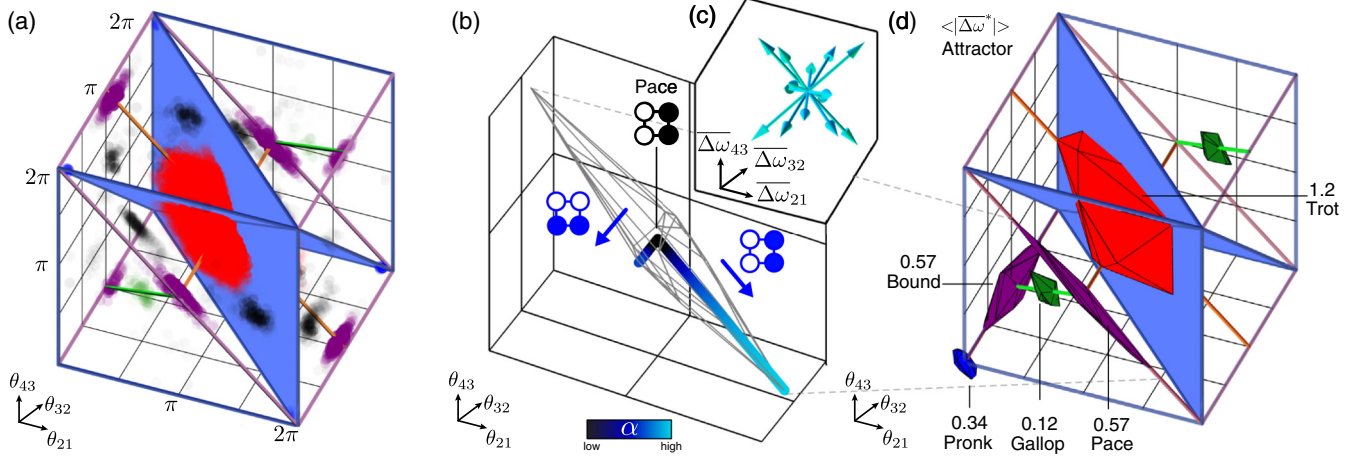 (a)
2π
π
2π
π
π
2π
θ43
θ32
θ21
(b)
Pace
θ43
θ32
θ21
α
low
high
(c)
Δω43
Δω32
Δω21
(d)
<|Δω*|>
Attractor
1.2
Trot
0.57
Bound
0.34
Pronk
0.12
Gallop
0.57
Pace
θ43
θ32
θ21